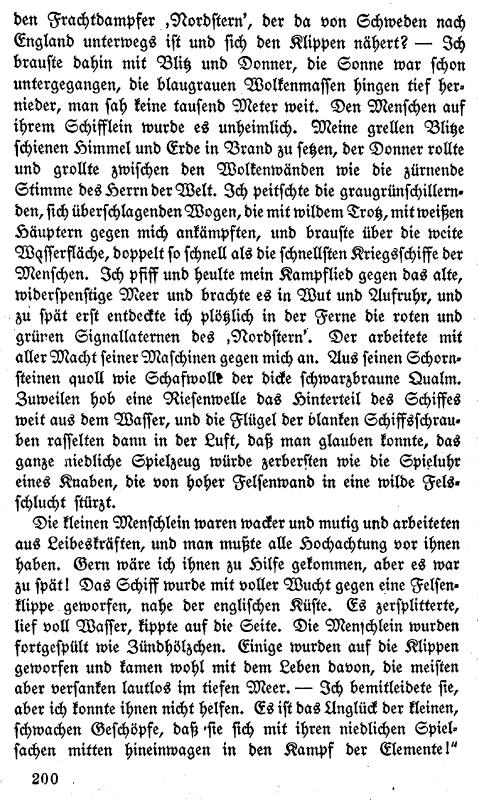 den Frachtdampfer ‚Nordstern‘, der da von Schweden nach
England unterwegs ist und sich den Klippen nähert? — Ich
brauste dahin mit Blitz und Donner, die Sonne war schon
untergegangen, die blaugrauen Wolkenmassen hingen tief her-
nieder, man sah keine tausend Meter weit. Den Menschen auf
ihrem Schifflein wurde es unheimlich. Meine grellen Blitze
schienen Himmel und Erde in Brand zu setzen, der Donner rollte
und grollte zwischen den Wolkenwänden wie die zürnende
Stimme des Herrn der Welt. Ich peitschte die graugrünschillern-
den, sich überschlagenden Wogen, die mit wildem Trotz, mit weißen
Häuptern gegen mich ankämpften, und brauste über die weite
Wasserfläche, doppelt so schnell als die schnellsten Kriegsschiffe der
Menschen. Ich pfiff und heulte mein Kampflied gegen das alte,
widerspenstige Meer und brachte es in Wut und Aufruhr, und
zu spät erst entdeckte ich plötzlich in der Ferne die roten und
grünen Signallaternen des ‚Nordstern‘. Der arbeitete mit
aller Macht seiner Maschinen gegen mich an. Aus seinen Schorn-
steinen quoll wie Schafwolle der dicke schwarzbraune Qualm.
Zuweilen hob eine Riesenwelle das Hinterteil des Schiffes
weit aus dem Wasser, und die Flügel der blanken Schiffsschrau-
ben rasselten dann in der Luft, daß man glauben konnte, das
ganze niedliche Spielzeug würde zerbersten wie die Spieluhr
eines Knaben, die von hoher Felsenwand in eine wilde Fels-
schlucht stürzt.
Die kleinen Menschlein waren wacker und mutig und arbeiteten
aus Leibeskräften, und man mußte alle Hochachtung vor ihnen
haben. Gern wäre ich ihnen zu Hilfe gekommen, aber es war
zu spät! Das Schiff wurde mit voller Wucht gegen eine Felsen-
klippe geworfen, nahe der englischen Küste. Es zersplitterte,
lief voll Wasser, kippte auf die Seite. Die Menschlein wurden
fortgespült wie Zündhölzchen. Einige wurden auf die Klippen
geworfen und kamen wohl mit dem Leben davon, die meisten
aber versanken lautlos im tiefen Meer. — Ich bemitleidete sie,
aber ich konnte ihnen nicht helfen. Es ist das Unglück der kleinen,
schwachen Geschöpfe, daß sie sich mit ihren niedlichen Spiel-
sachen mitten hineinwagen in den Kampf der Elemente!“
200